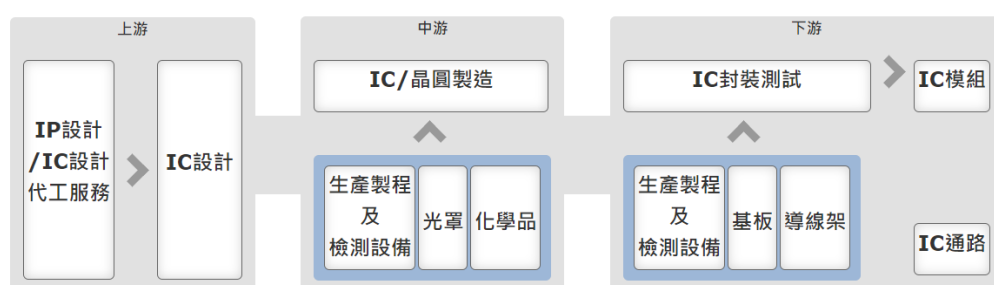 上游
IP設計
/IC設計
代工服務
IC設計
中游
IC/晶圓製造
生產製程
及
檢測設備
光罩
化學品
下游
IC封裝測試
IC模組
生產製程
及
檢測設備
基板
導線架
IC通路